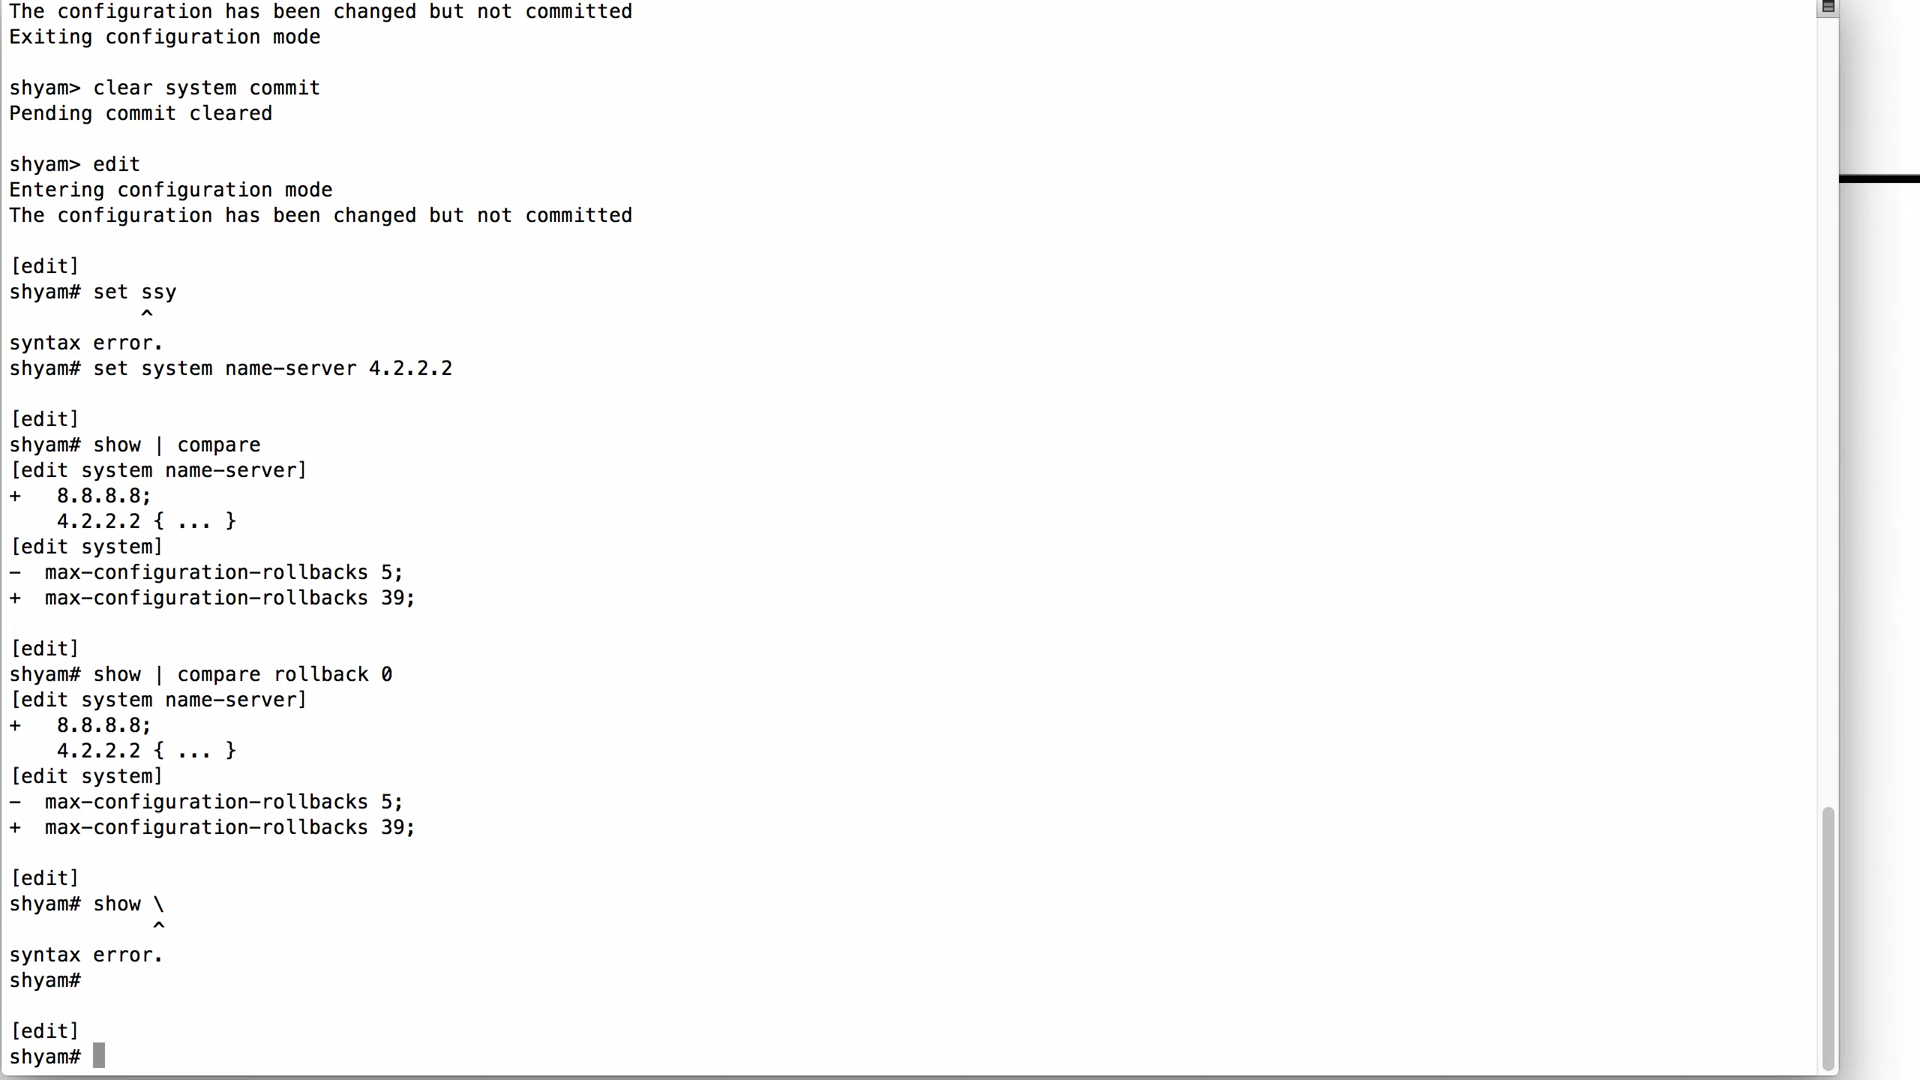 The configuration has been changed but not committed
Exiting configuration mode
shyam> clear system commit
Pending commit cleared
shyam> edit
Entering configuration mode
The configuration has been changed but not committed
[edit]
shyam# set ssy
^
syntax error.
shyam# set system name-server 4.2.2.2
[edit]
shyam# show | compare
[edit system name-server]
+   8.8.8.8;
    4.2.2.2 { ... }
[edit system]
-  max-configuration-rollbacks 5;
+  max-configuration-rollbacks 39;
[edit]
shyam# show | compare rollback 0
[edit system name-server]
+   8.8.8.8;
    4.2.2.2 { ... }
[edit system]
-  max-configuration-rollbacks 5;
+  max-configuration-rollbacks 39;
[edit]
shyam# show \
^
syntax error.
shyam#
[edit]
shyam#